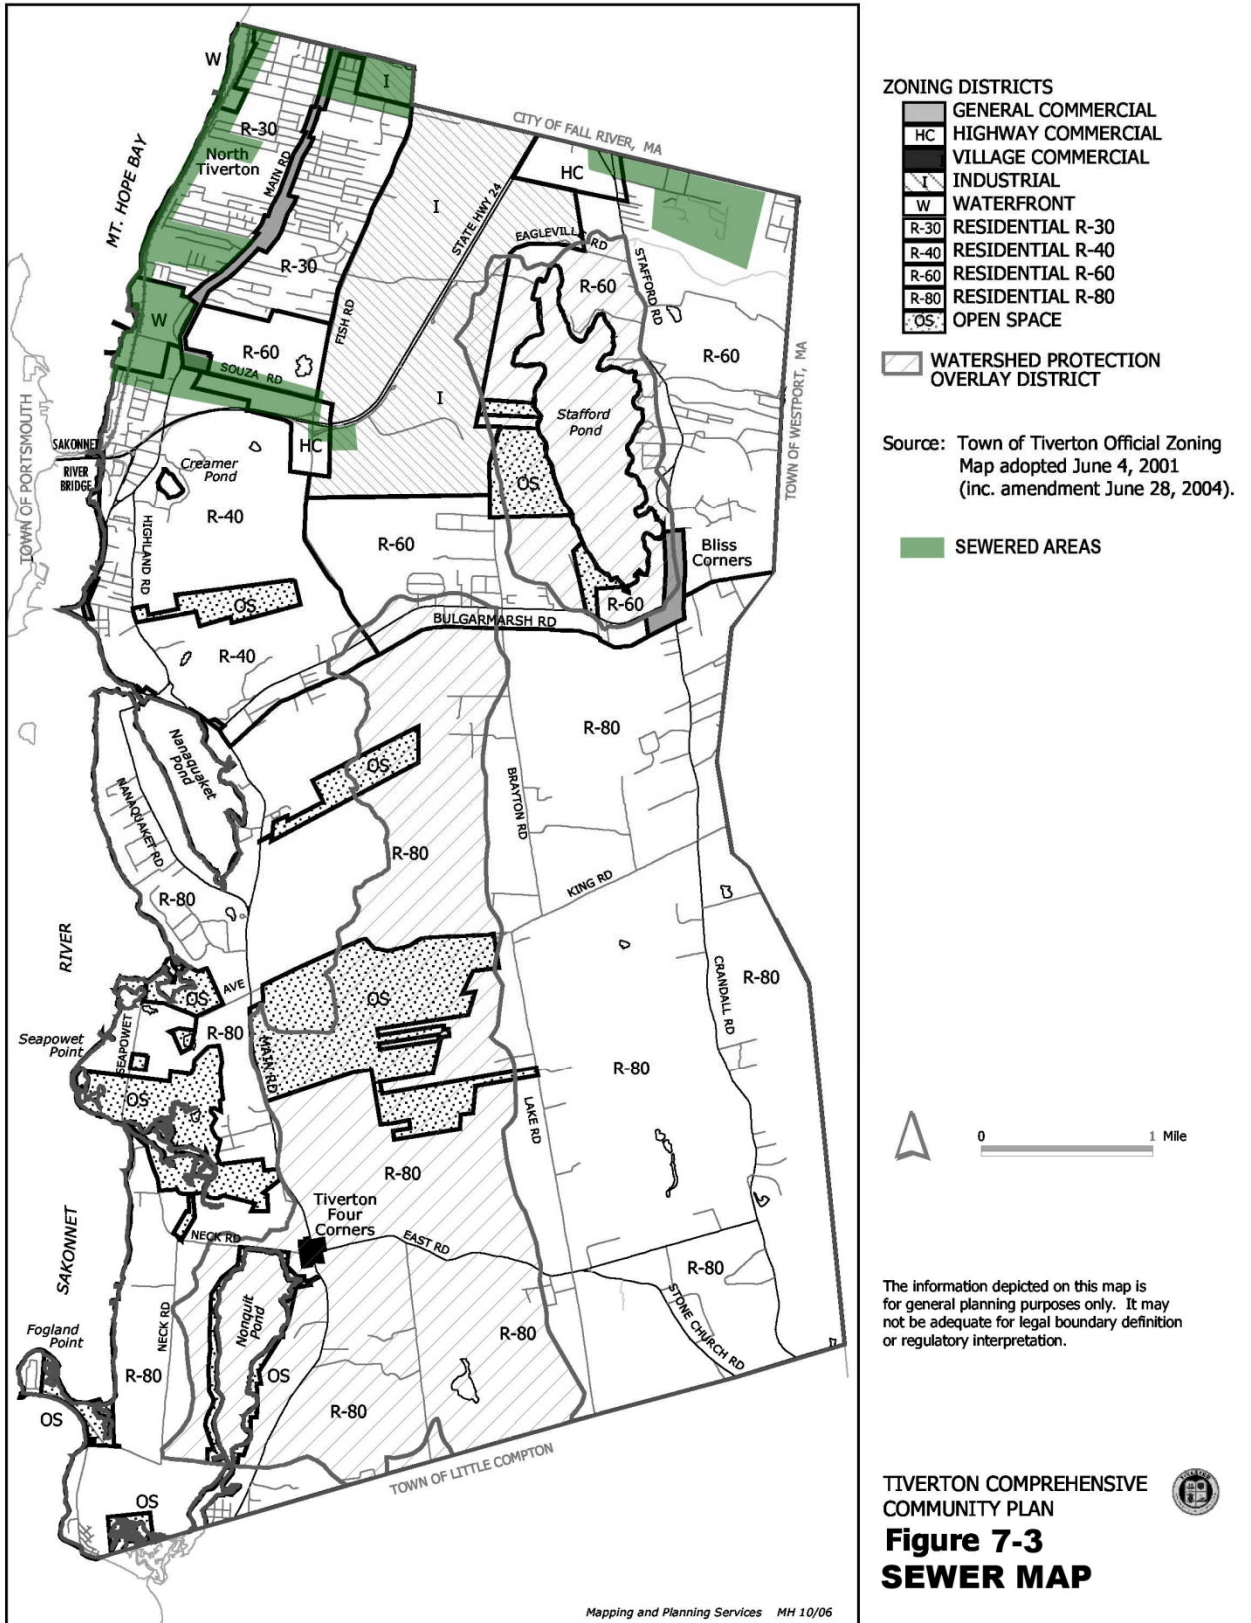 ZONING DISTRICTS
GENERAL COMMERCIAL
HC HIGHWAY COMMERCIAL
VILLAGE COMMERCIAL
I INDUSTRIAL
W WATERFRONT
R-30 RESIDENTIAL R-30
R-40 RESIDENTIAL R-40
R-60 RESIDENTIAL R-60
R-80 RESIDENTIAL R-80
OS OPEN SPACE
WATERSHED PROTECTION
OVERLAY DISTRICT
Source: Town of Tiverton Official Zoning
Map adopted June 4, 2001
(inc. amendment June 28, 2004).
SEWERED AREAS
W
I
CITY OF FALL RIVER, MA
R-30
North
Tiverton
MAIN RD
HC
MT. HOPE BAY
I
STATE HWY 24
EAGLEVILLE RD
STAFFORD RD
R-30
R-60
W
FISH RD
R-60
SOUZA RD
R-60
TOWN OF WESTPORT, MA
I
Stafford
Pond
HC
SAKONNET
RIVER
BRIDGE
TOWN OF PORTSMOUTH
Creamer
Pond
OS
R-40
HIGHLAND RD
R-60
Bliss
Corners
OS
R-60
BULGARMARSH RD
R-40
Nanaquaket
Pond
R-80
OS
NANAQUAKET RD
BRAYTON RD
R-80
KING RD
R-80
RIVER
CRANDALL RD
R-80
OS
AVE
OS
R-80
Seapowet
Point
SEAPOWET
MAIN RD
OS
R-80
LAKE RD
R-80
Tiverton
Four
Corners
SAKONNET
NECK RD
EAST RD
R-80
STONE CHURCH RD
NECK RD
Nonquit
Pond
Fogland
Point
R-80
R-80
OS
R-80
OS
TOWN OF LITTLE COMPTON
OS
0 1 Mile
The information depicted on this map is
for general planning purposes only. It may
not be adequate for legal boundary definition
or regulatory interpretation.
TIVERTON COMPREHENSIVE
COMMUNITY PLAN
Figure 7-3
SEWER MAP
Mapping and Planning Services MH 10/06